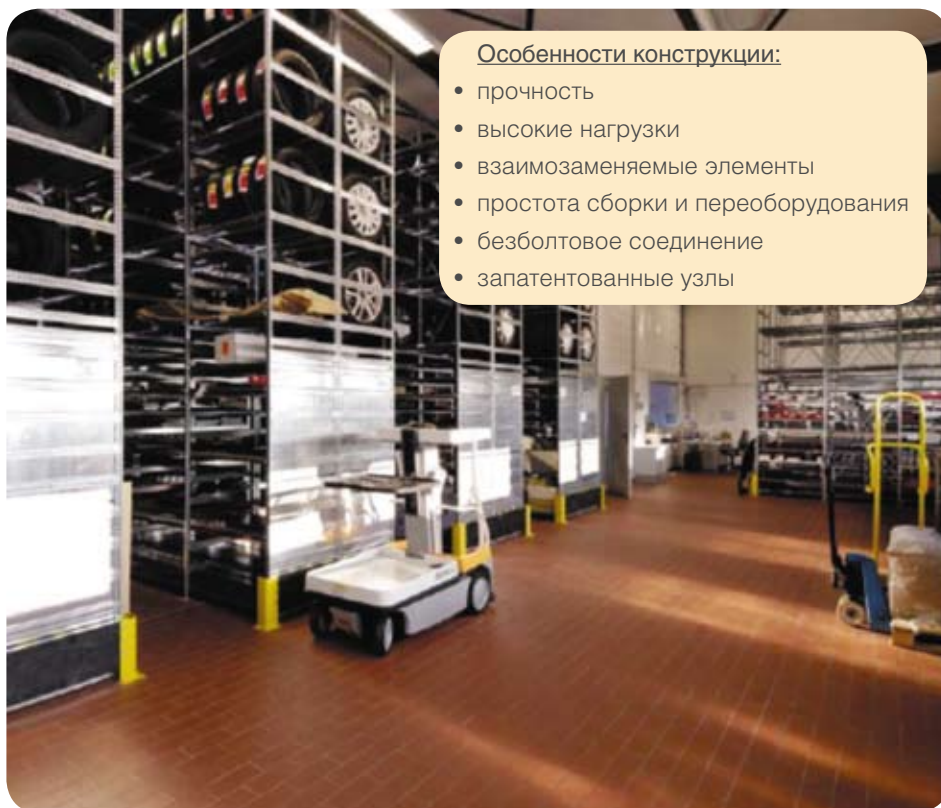 Особенности конструкции:
• прочность
• высокие нагрузки
• взаимозаменяемые элементы
• простота сборки и переоборудования
• безболтовое соединение
• запатентованные узлы